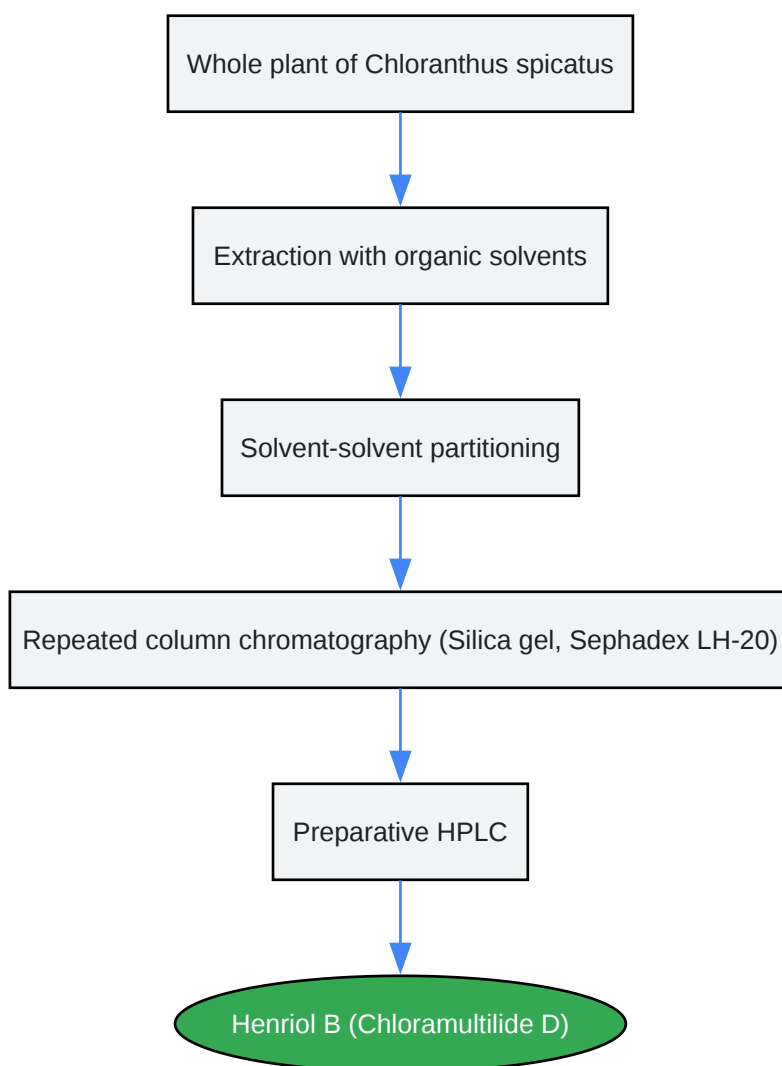 Whole plant of Chloranthus spicatus
Extraction with organic solvents
Solvent-solvent partitioning
Repeated column chromatography (Silica gel, Sephadex LH-20)
Preparative HPLC
Henriol B (Chloramultilide D)